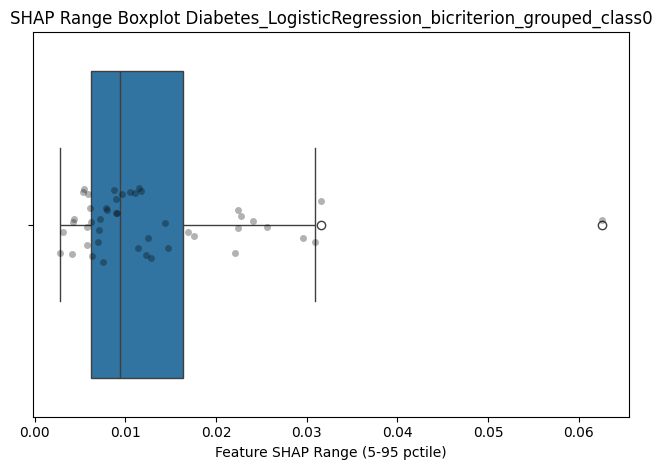 SHAP Range Boxplot Diabetes_LogisticRegression_bicriterion_grouped_class0
0.00 0.01 0.02 0.03 0.04 0.05 0.06
Feature SHAP Range (5-95 pctile)